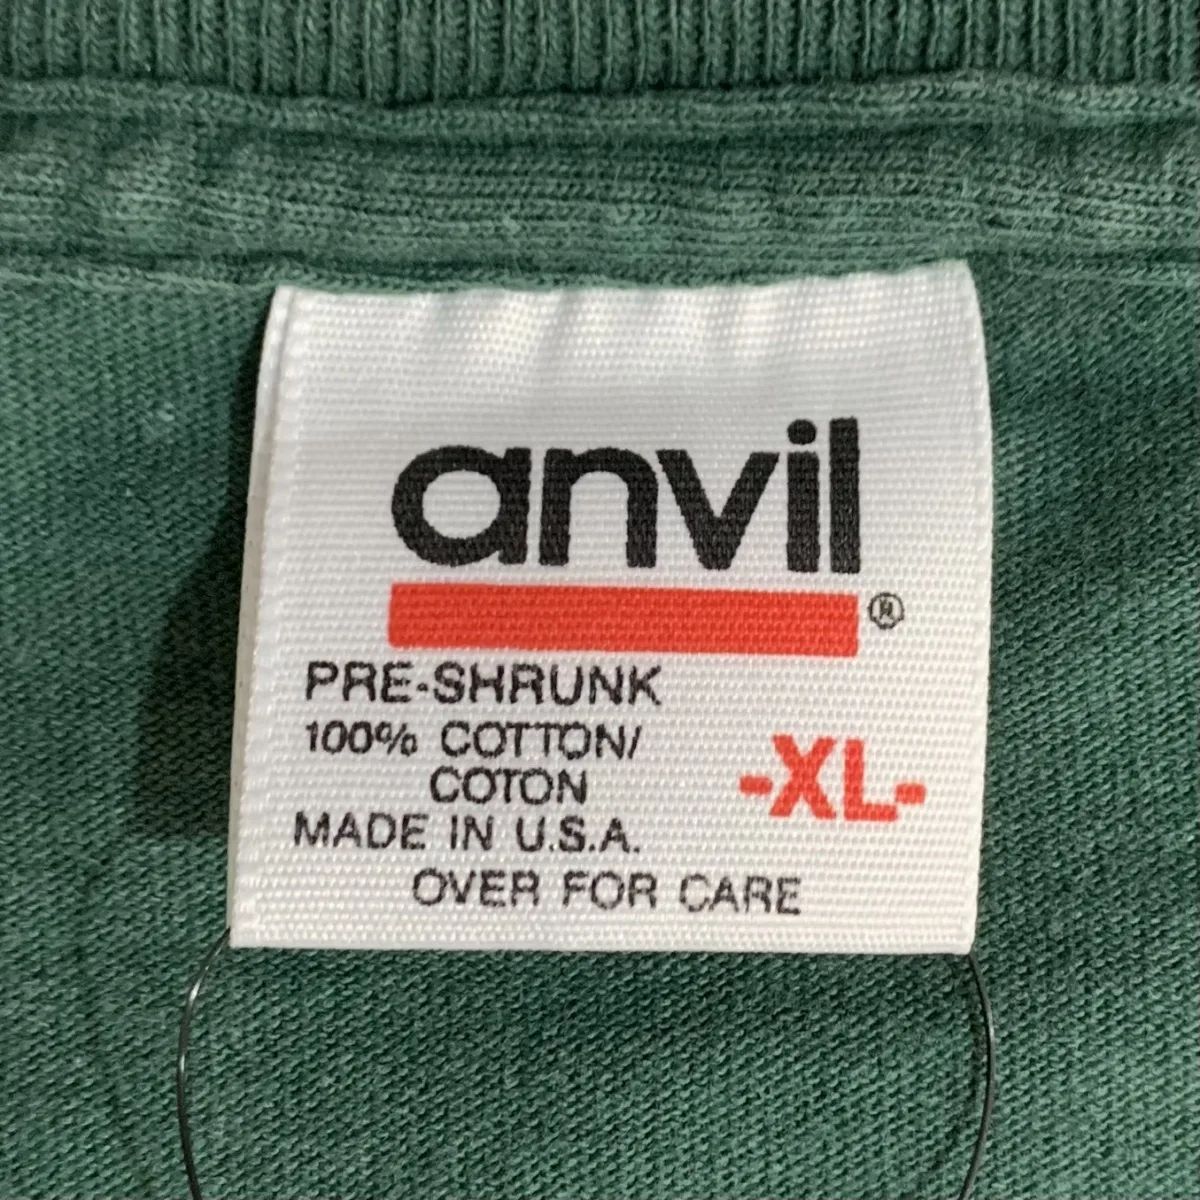 anvil
®
PRE-SHRUNK
100% COTTON/
COTON
-XL-
MADE IN U.S.A.
OVER FOR CARE